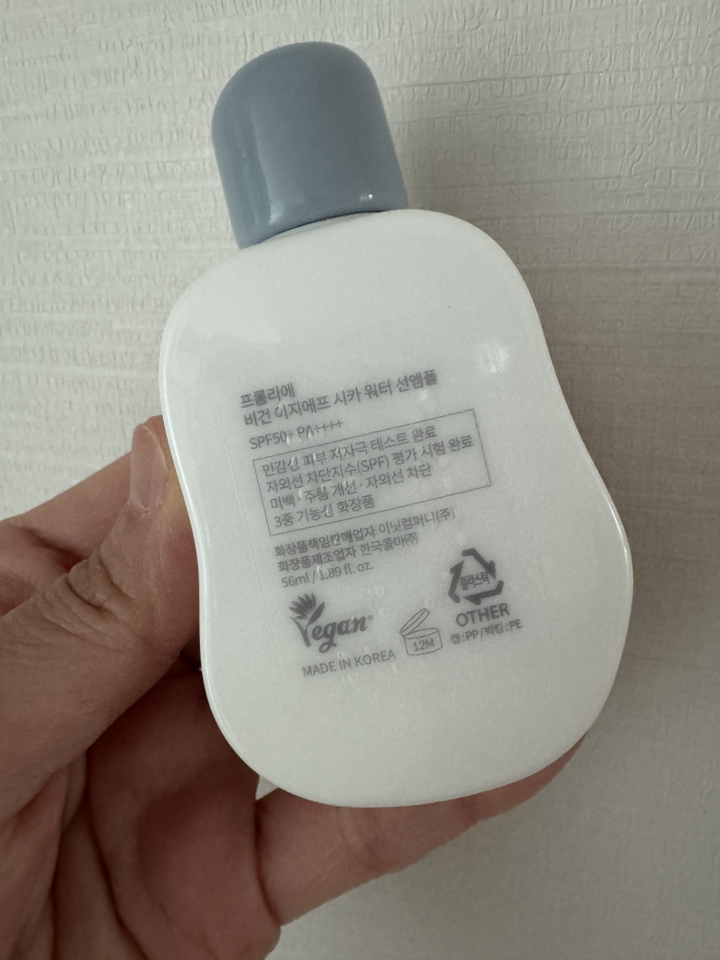 프롬리에
비건 이지에프 시카 워터 선앰플
SPF50+ PA++++
민감성 피부 저자극 테스트 완료
자외선 차단지수(SPF) 평가 시험 완료
미백·주름 개선·자외선 차단
3중 기능성 화장품
화장품책임판매업자 이닛컴퍼니(주)
화장품제조업자 한국콜마㈜
56ml / 1.89 fl. oz.
Vegan
MADE IN KOREA
12M
플라스틱
OTHER
캡:PP/박킹:PE